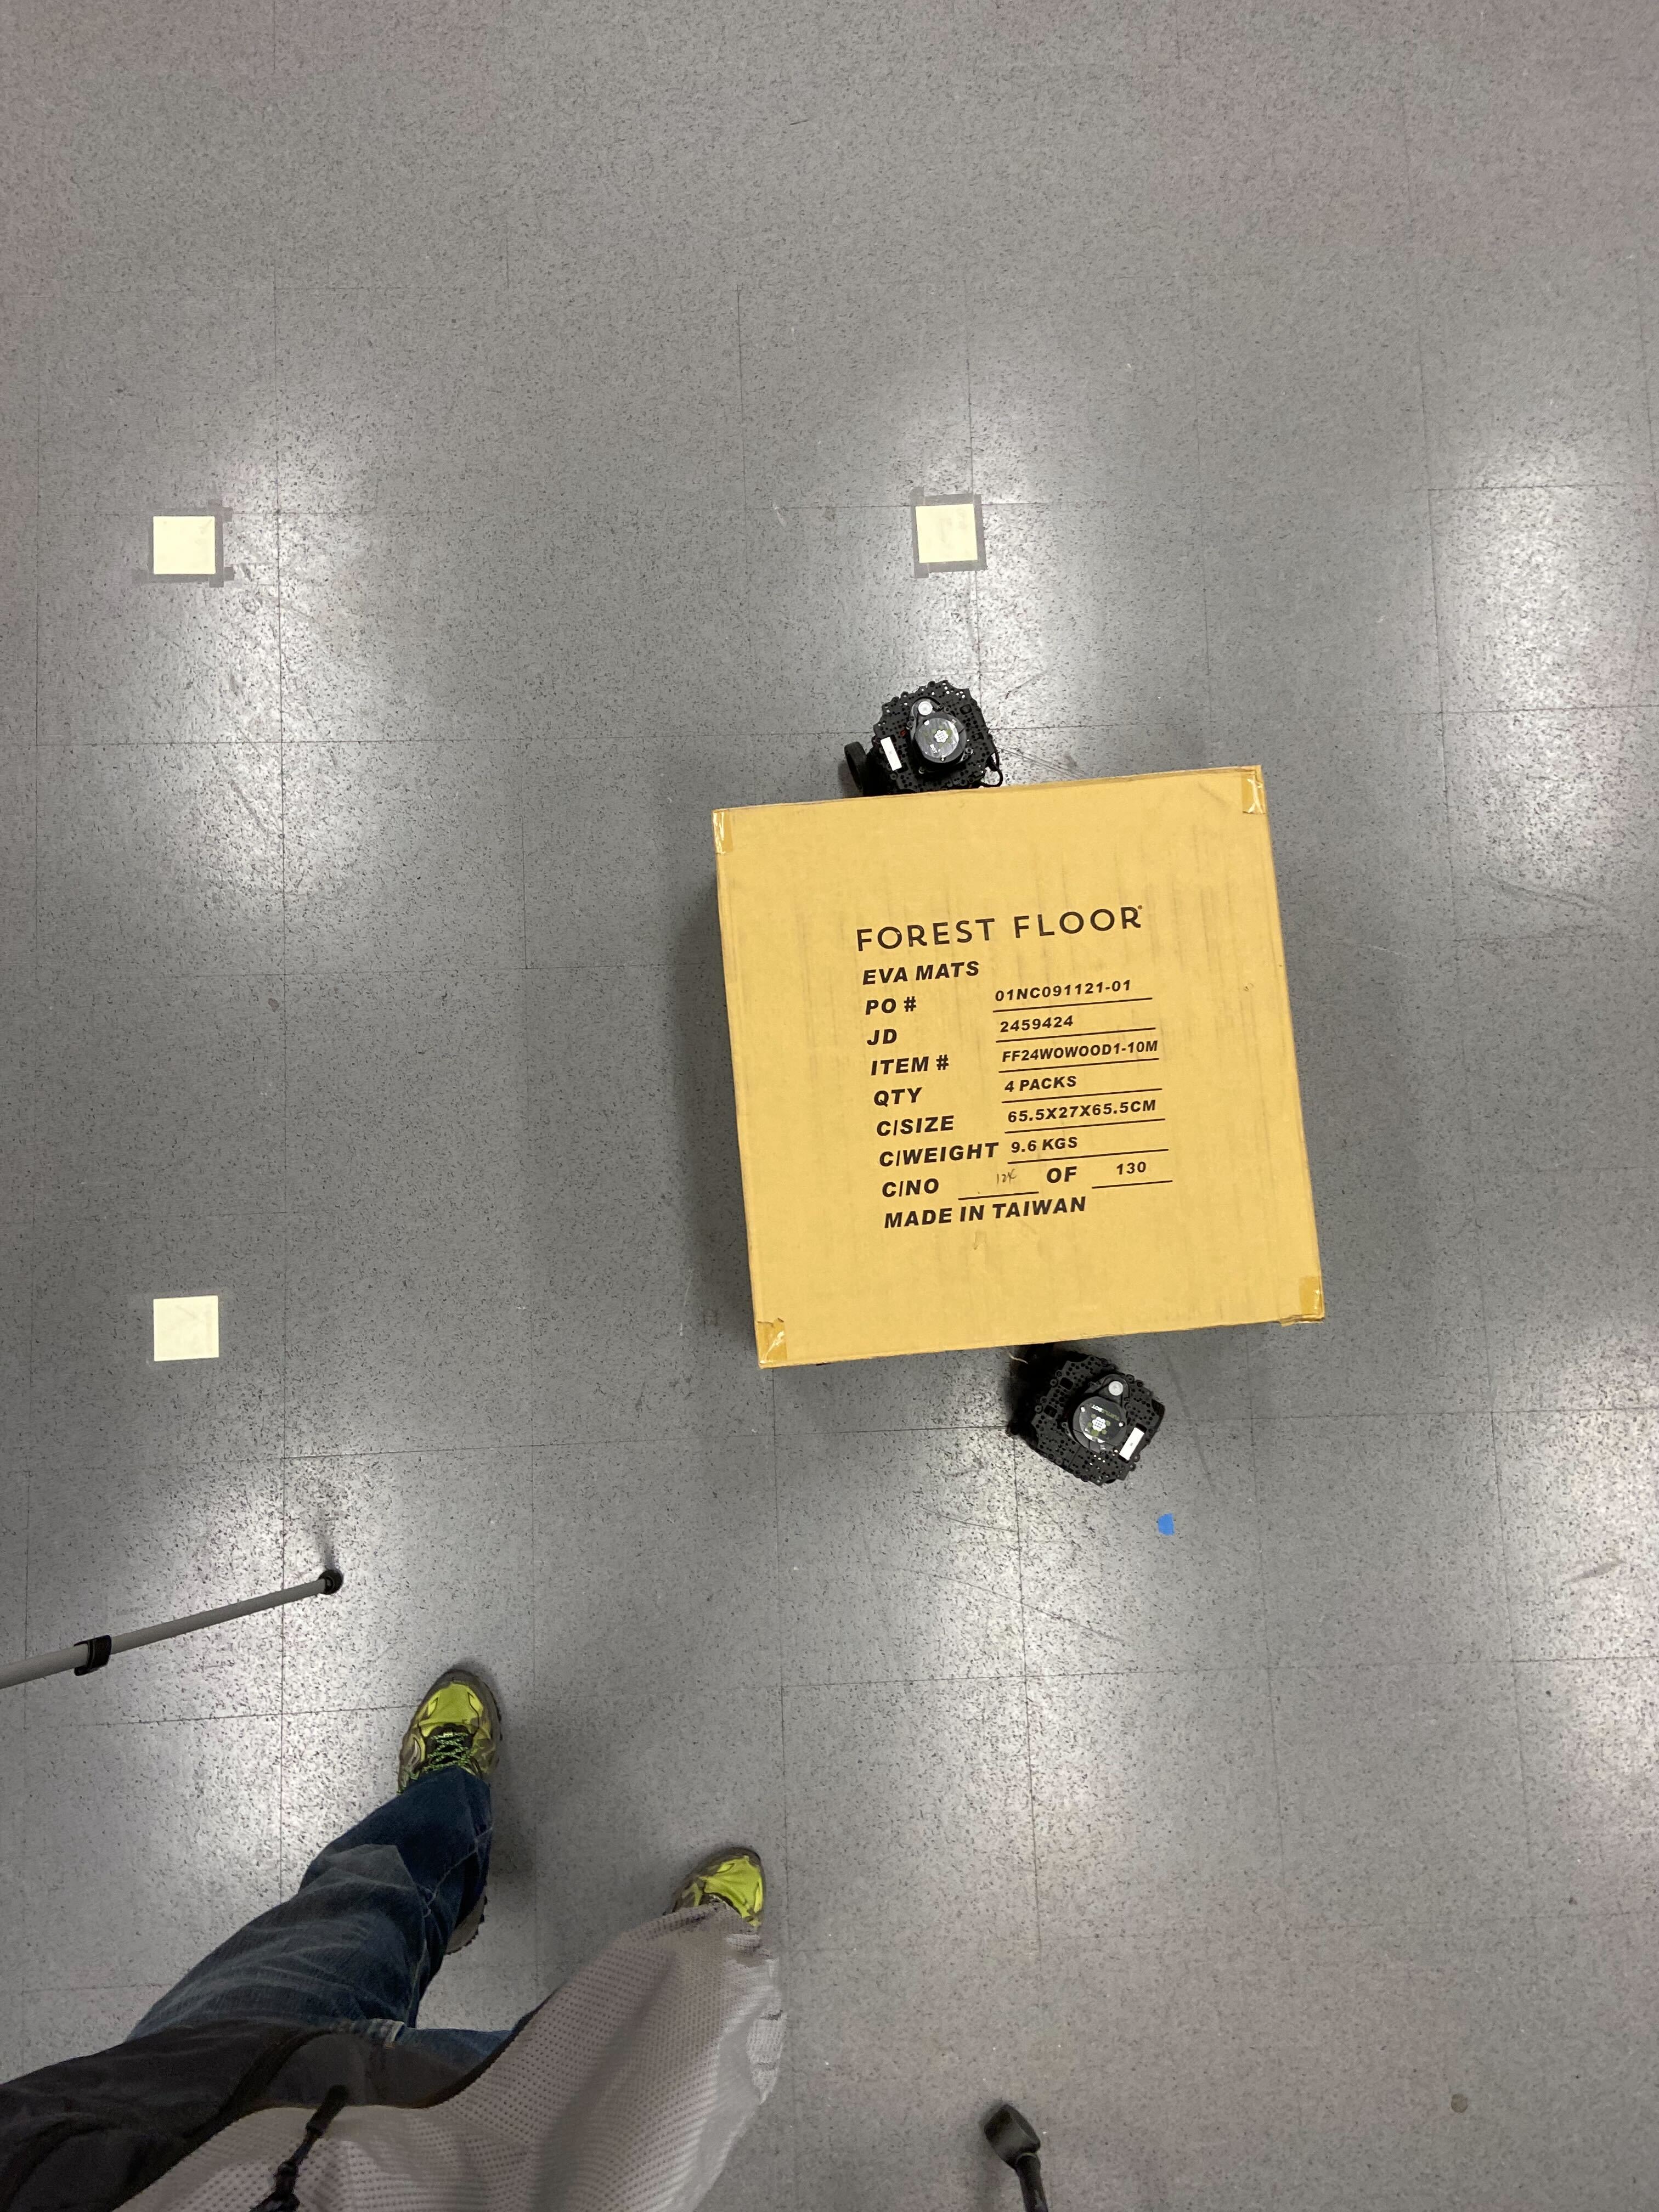 FOREST FLOOR®
EVA MATS
PO # 01NC091121-01
JD 2459424
ITEM # FF24WOWOOD1-10M
QTY 4 PACKS
C/SIZE 65.5X27X65.5CM
C/WEIGHT 9.6 KGS
C/NO OF 130
MADE IN TAIWAN